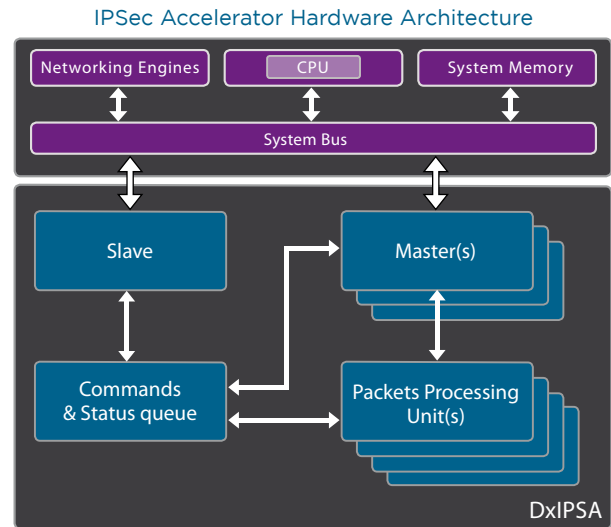 IPSec Accelerator Hardware Architecture
Networking Engines
CPU
System Memory
System Bus
Slave
Master(s)
Commands
& Status queue
Packets Processing
Unit(s)
DxIPSA